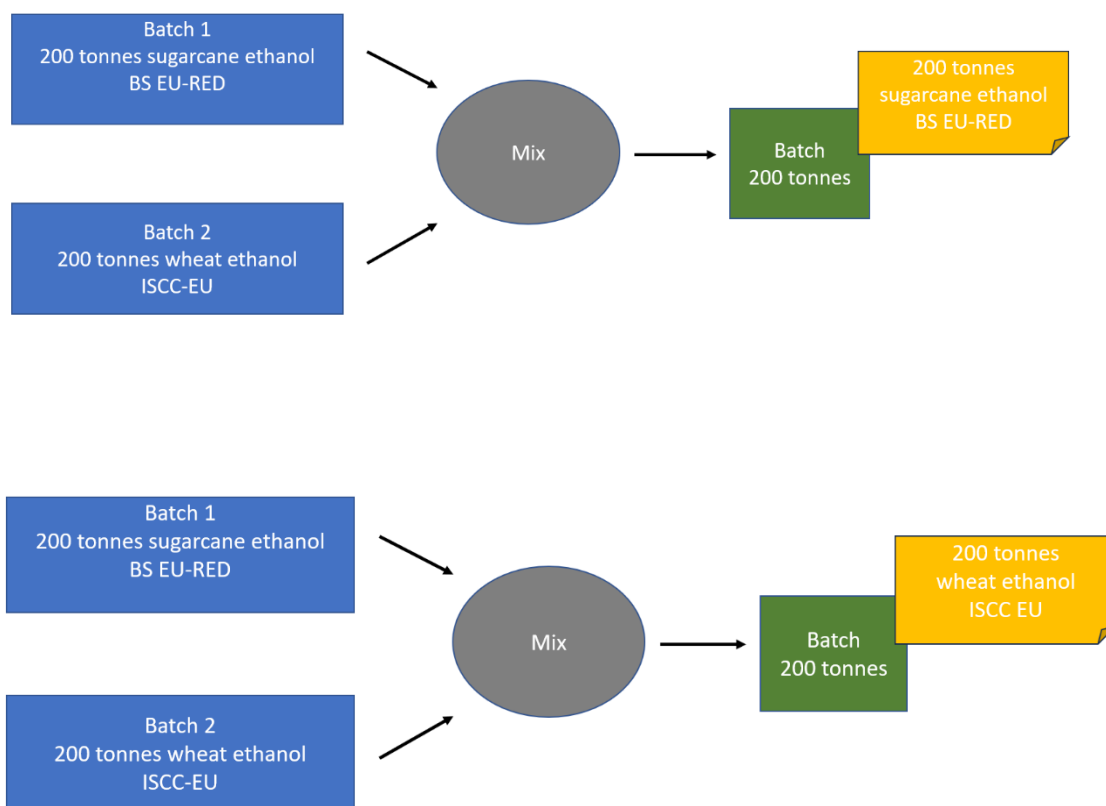 Batch 1
200 tonnes sugarcane ethanol
BS EU-RED
200 tonnes
sugarcane ethanol
BS EU-RED
Mix
Batch
200 tonnes
Batch 2
200 tonnes wheat ethanol
ISCC-EU
Batch 1
200 tonnes sugarcane ethanol
BS EU-RED
200 tonnes
wheat ethanol
ISCC EU
Mix
Batch
200 tonnes
Batch 2
200 tonnes wheat ethanol
ISCC-EU